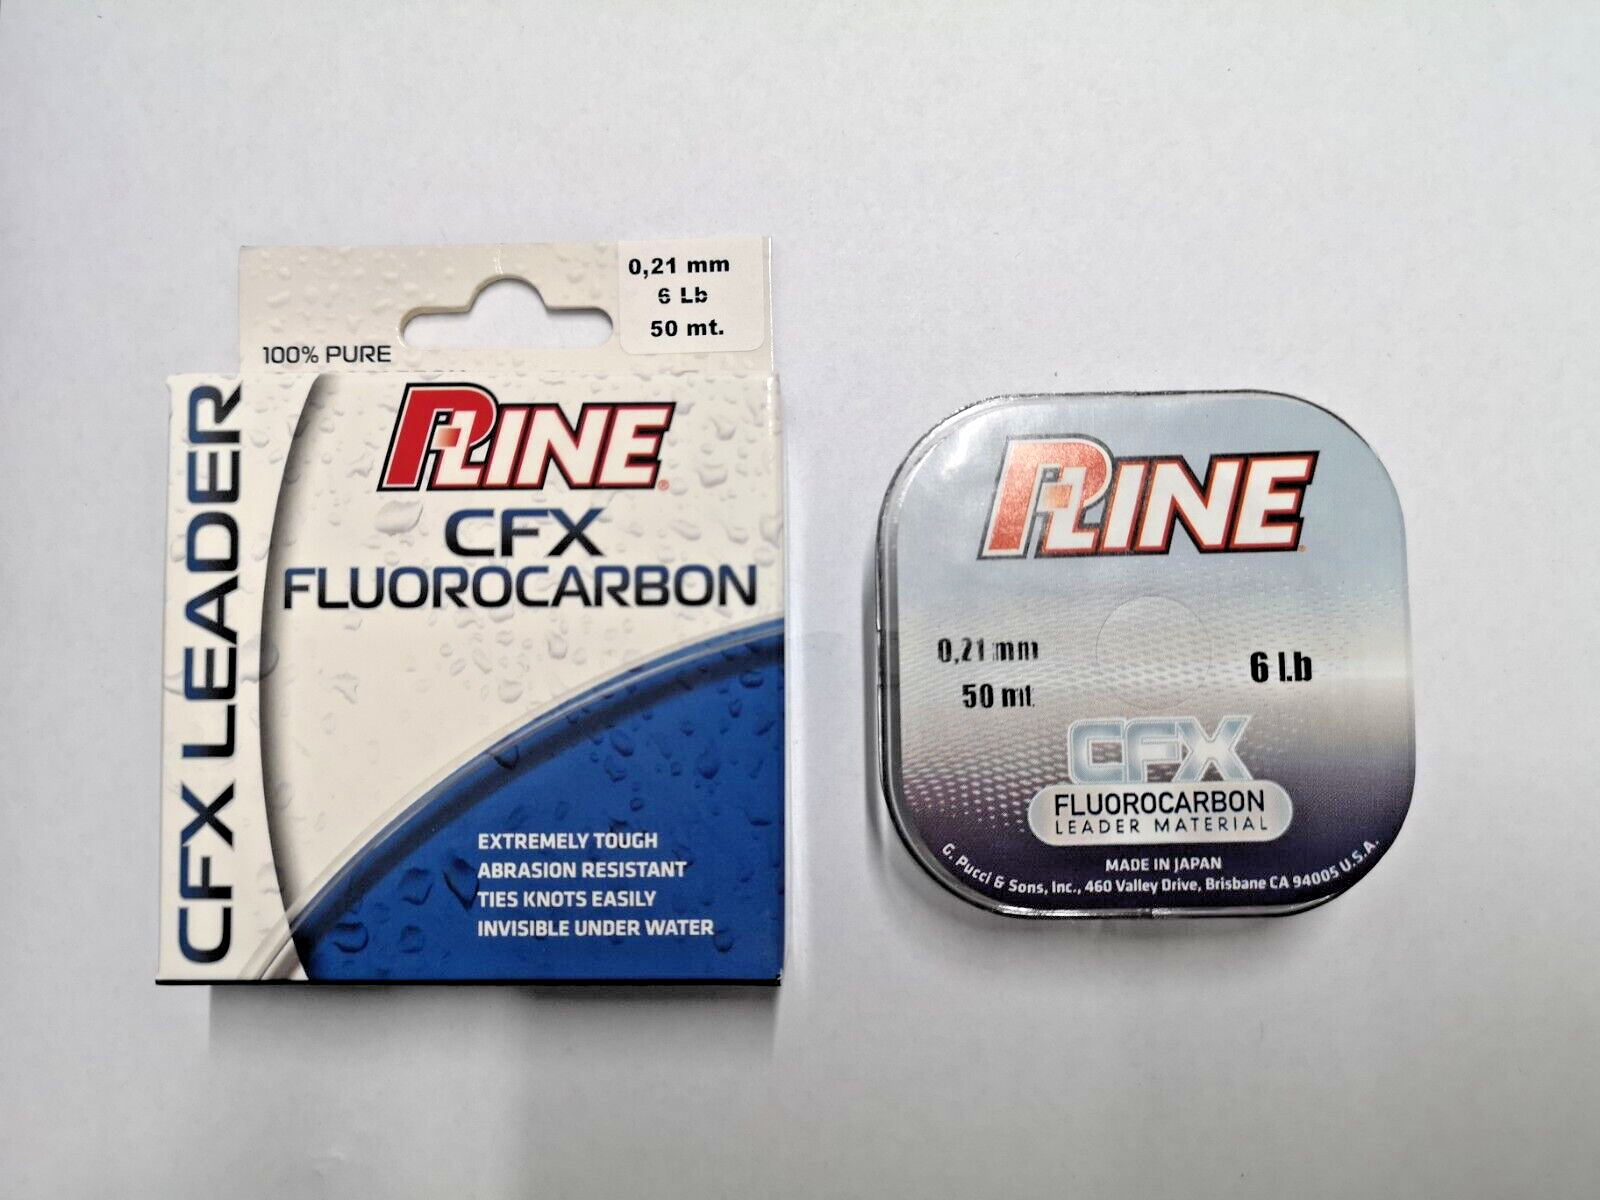 0,21 mm
6 Lb
50 mt.
100% PURE
CFX LEADER
P-LINE®
CFX
FLUOROCARBON
EXTREMELY TOUGH
ABRASION RESISTANT
TIES KNOTS EASILY
INVISIBLE UNDER WATER
P-LINE®
0,21 mm
50 mt.
6 Lb
CFX
FLUOROCARBON
LEADER MATERIAL
MADE IN JAPAN
G. Pucci & Sons, Inc., 460 Valley Drive, Brisbane CA 94005 U.S.A.